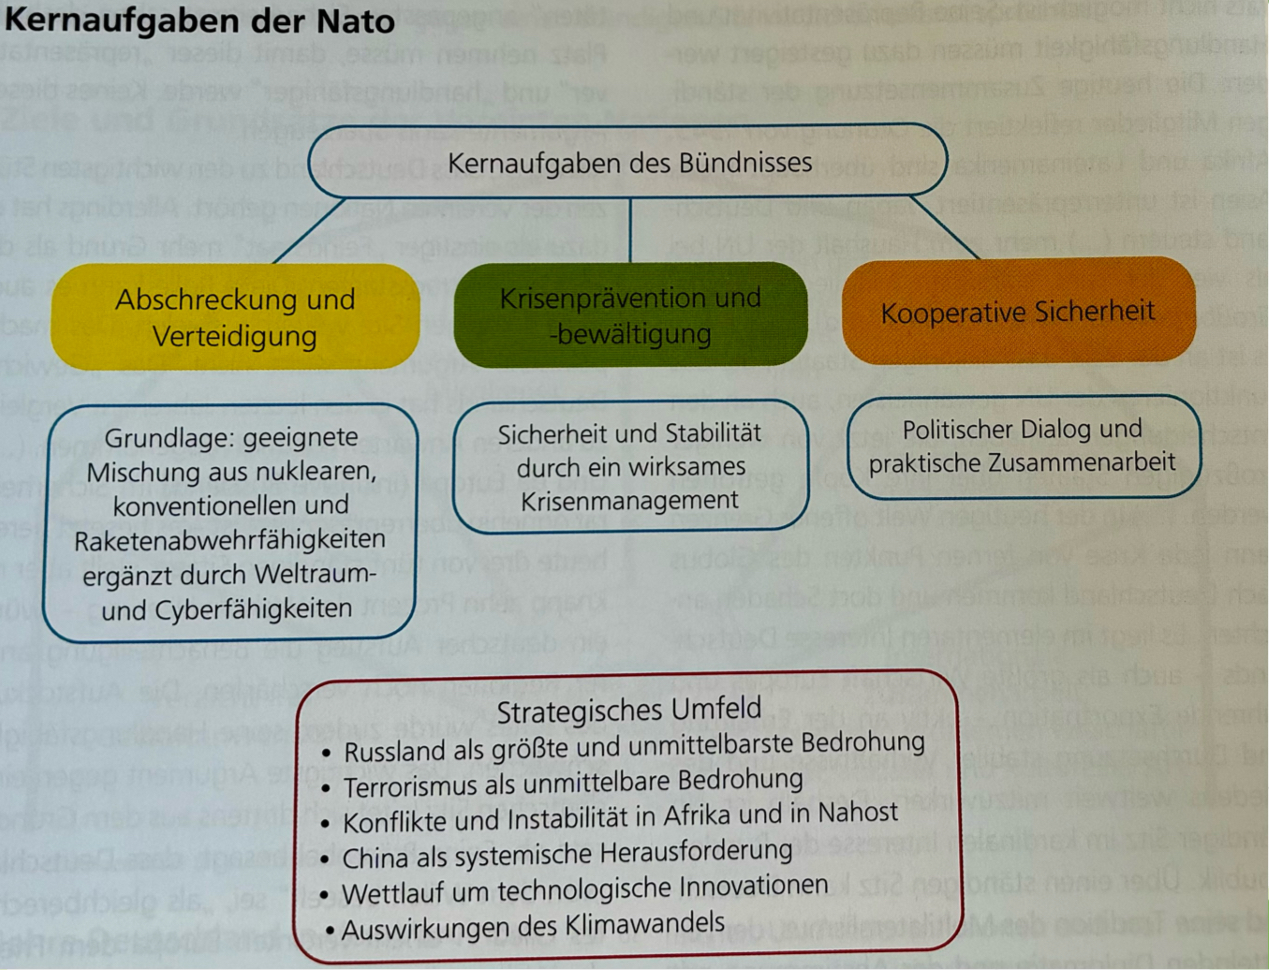 Kernaufgaben der Nato
Kernaufgaben des Bündnisses
Abschreckung und
Verteidigung
Krisenprävention und
-bewältigung
Kooperative Sicherheit
Grundlage: geeignete
Mischung aus nuklearen,
konventionellen und
Raketenabwehrfähigkeiten
ergänzt durch Weltraum-
und Cyberfähigkeiten
Sicherheit und Stabilität
durch ein wirksames
Krisenmanagement
Politischer Dialog und
praktische Zusammenarbeit
Strategisches Umfeld
• Russland als größte und unmittelbarste Bedrohung
• Terrorismus als unmittelbare Bedrohung
• Konflikte und Instabilität in Afrika und in Nahost
• China als systemische Herausforderung
• Wettlauf um technologische Innovationen
• Auswirkungen des Klimawandels